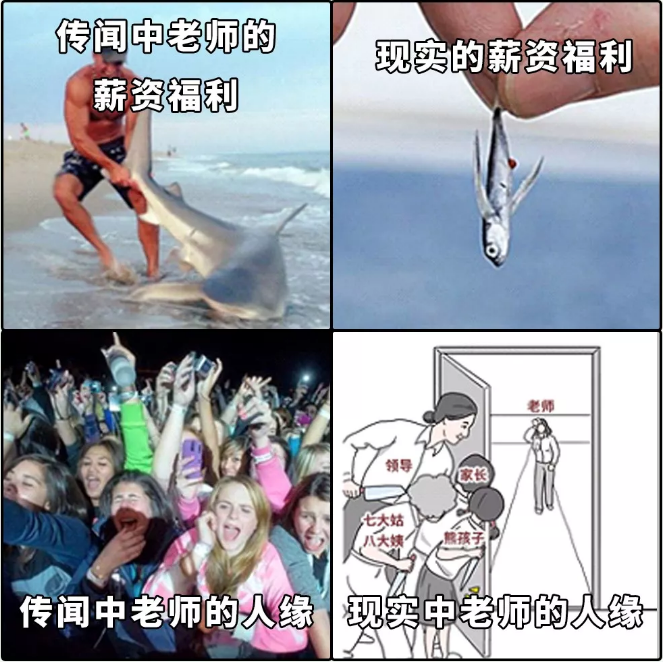 传闻中老师的
薪资福利
现实的薪资福利
传闻中老师的人缘
老师
领导
家长
七大姑
八大姨
熊孩子
现实中老师的人缘